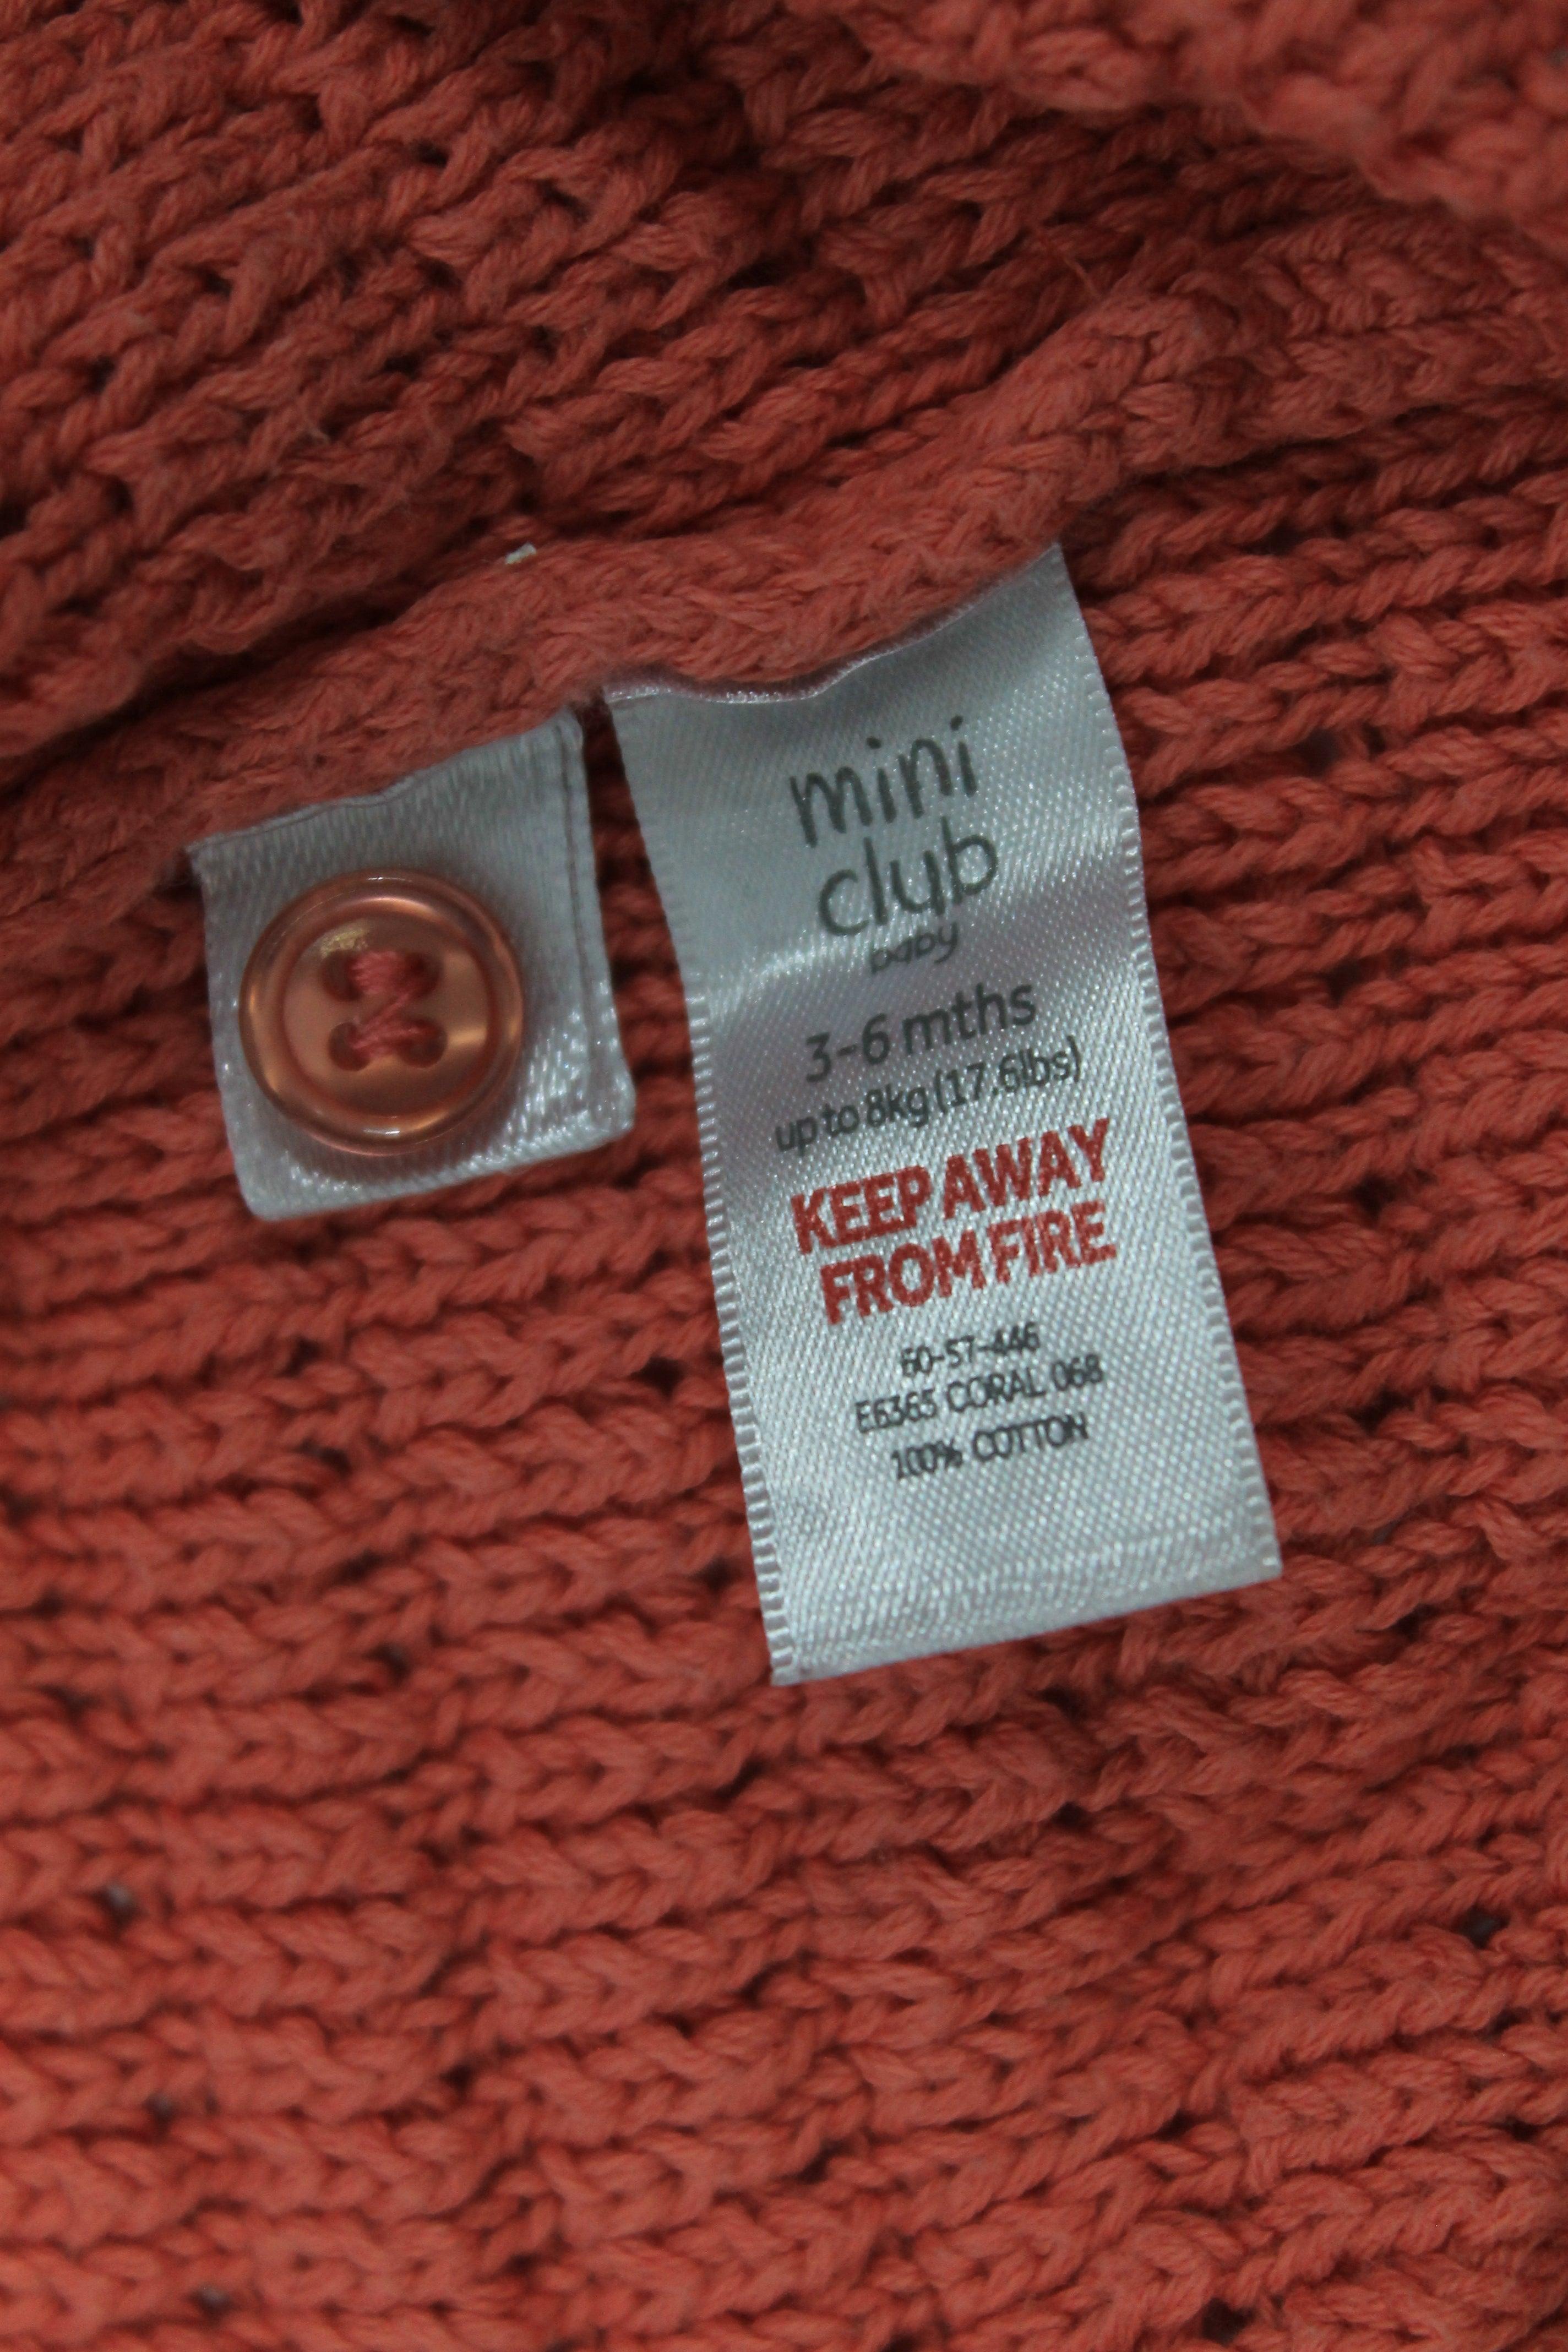 mini
club
baby
3-6 mths
up to 8kg (17.6lbs)
KEEP AWAY
FROM FIRE
60-57-446
E6365 CORAL 068
100% COTTON